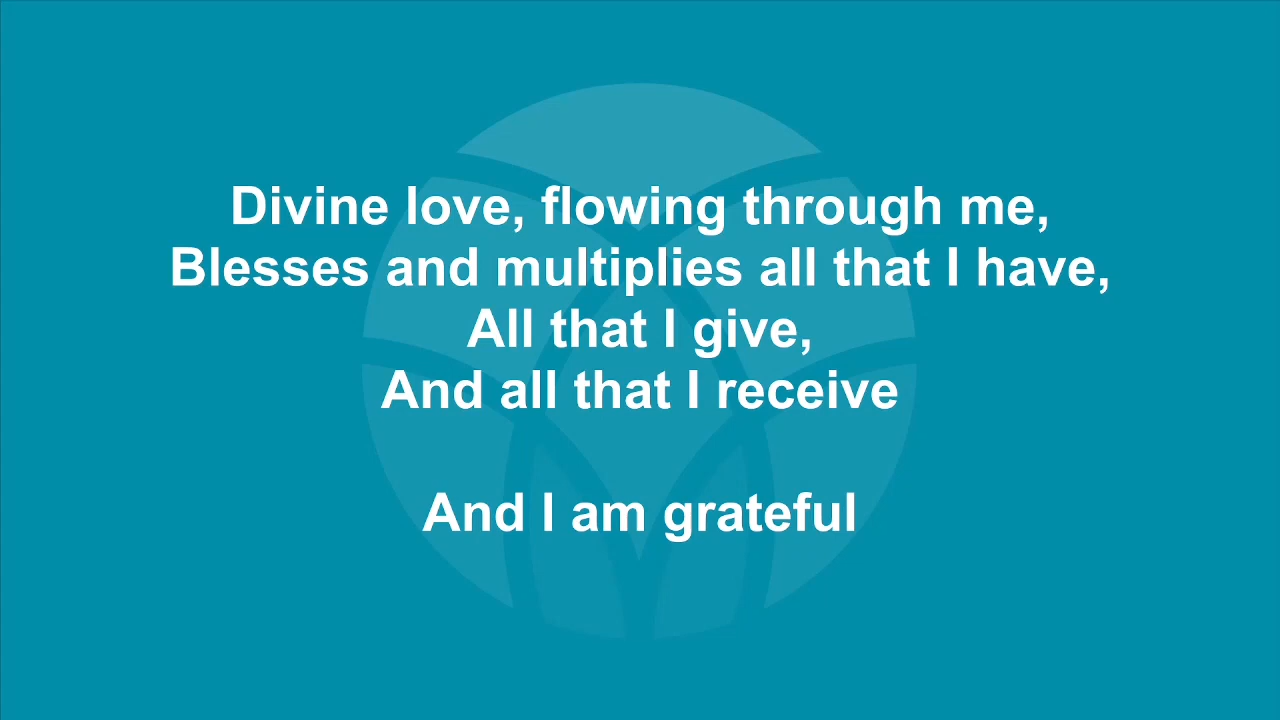 Divine love, flowing through me,
Blesses and multiplies all that I have,
All that I give,
And all that I receive
And I am grateful